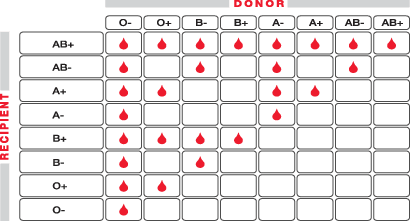 DONOR
O- O+ B- B+ A- A+ AB- AB+
AB+
AB-
A+
A-
B+
B-
O+
O-
RECIPIENT